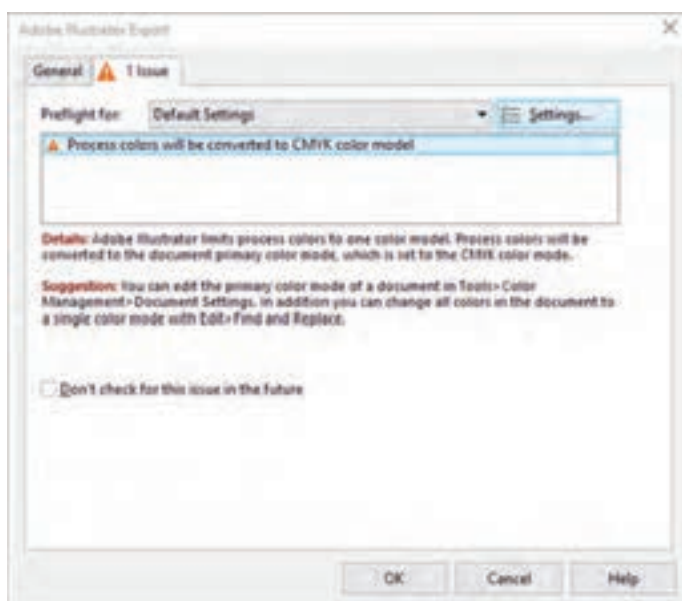 Adobe Illustrator Export
General 1 Issue
Preflight for: Default Settings Settings...
Process colors will be converted to CMYK color model
Details: Adobe Illustrator limits process colors to one color model. Process colors will be
converted to the document primary color mode, which is set to the CMYK color mode.
Suggestion: You can edit the primary color mode of a document in Tools>Color
Management>Document Settings. In addition you can change all colors in the document to
a single color mode with Edit>Find and Replace.
Don't check for this issue in the future
OK Cancel Help